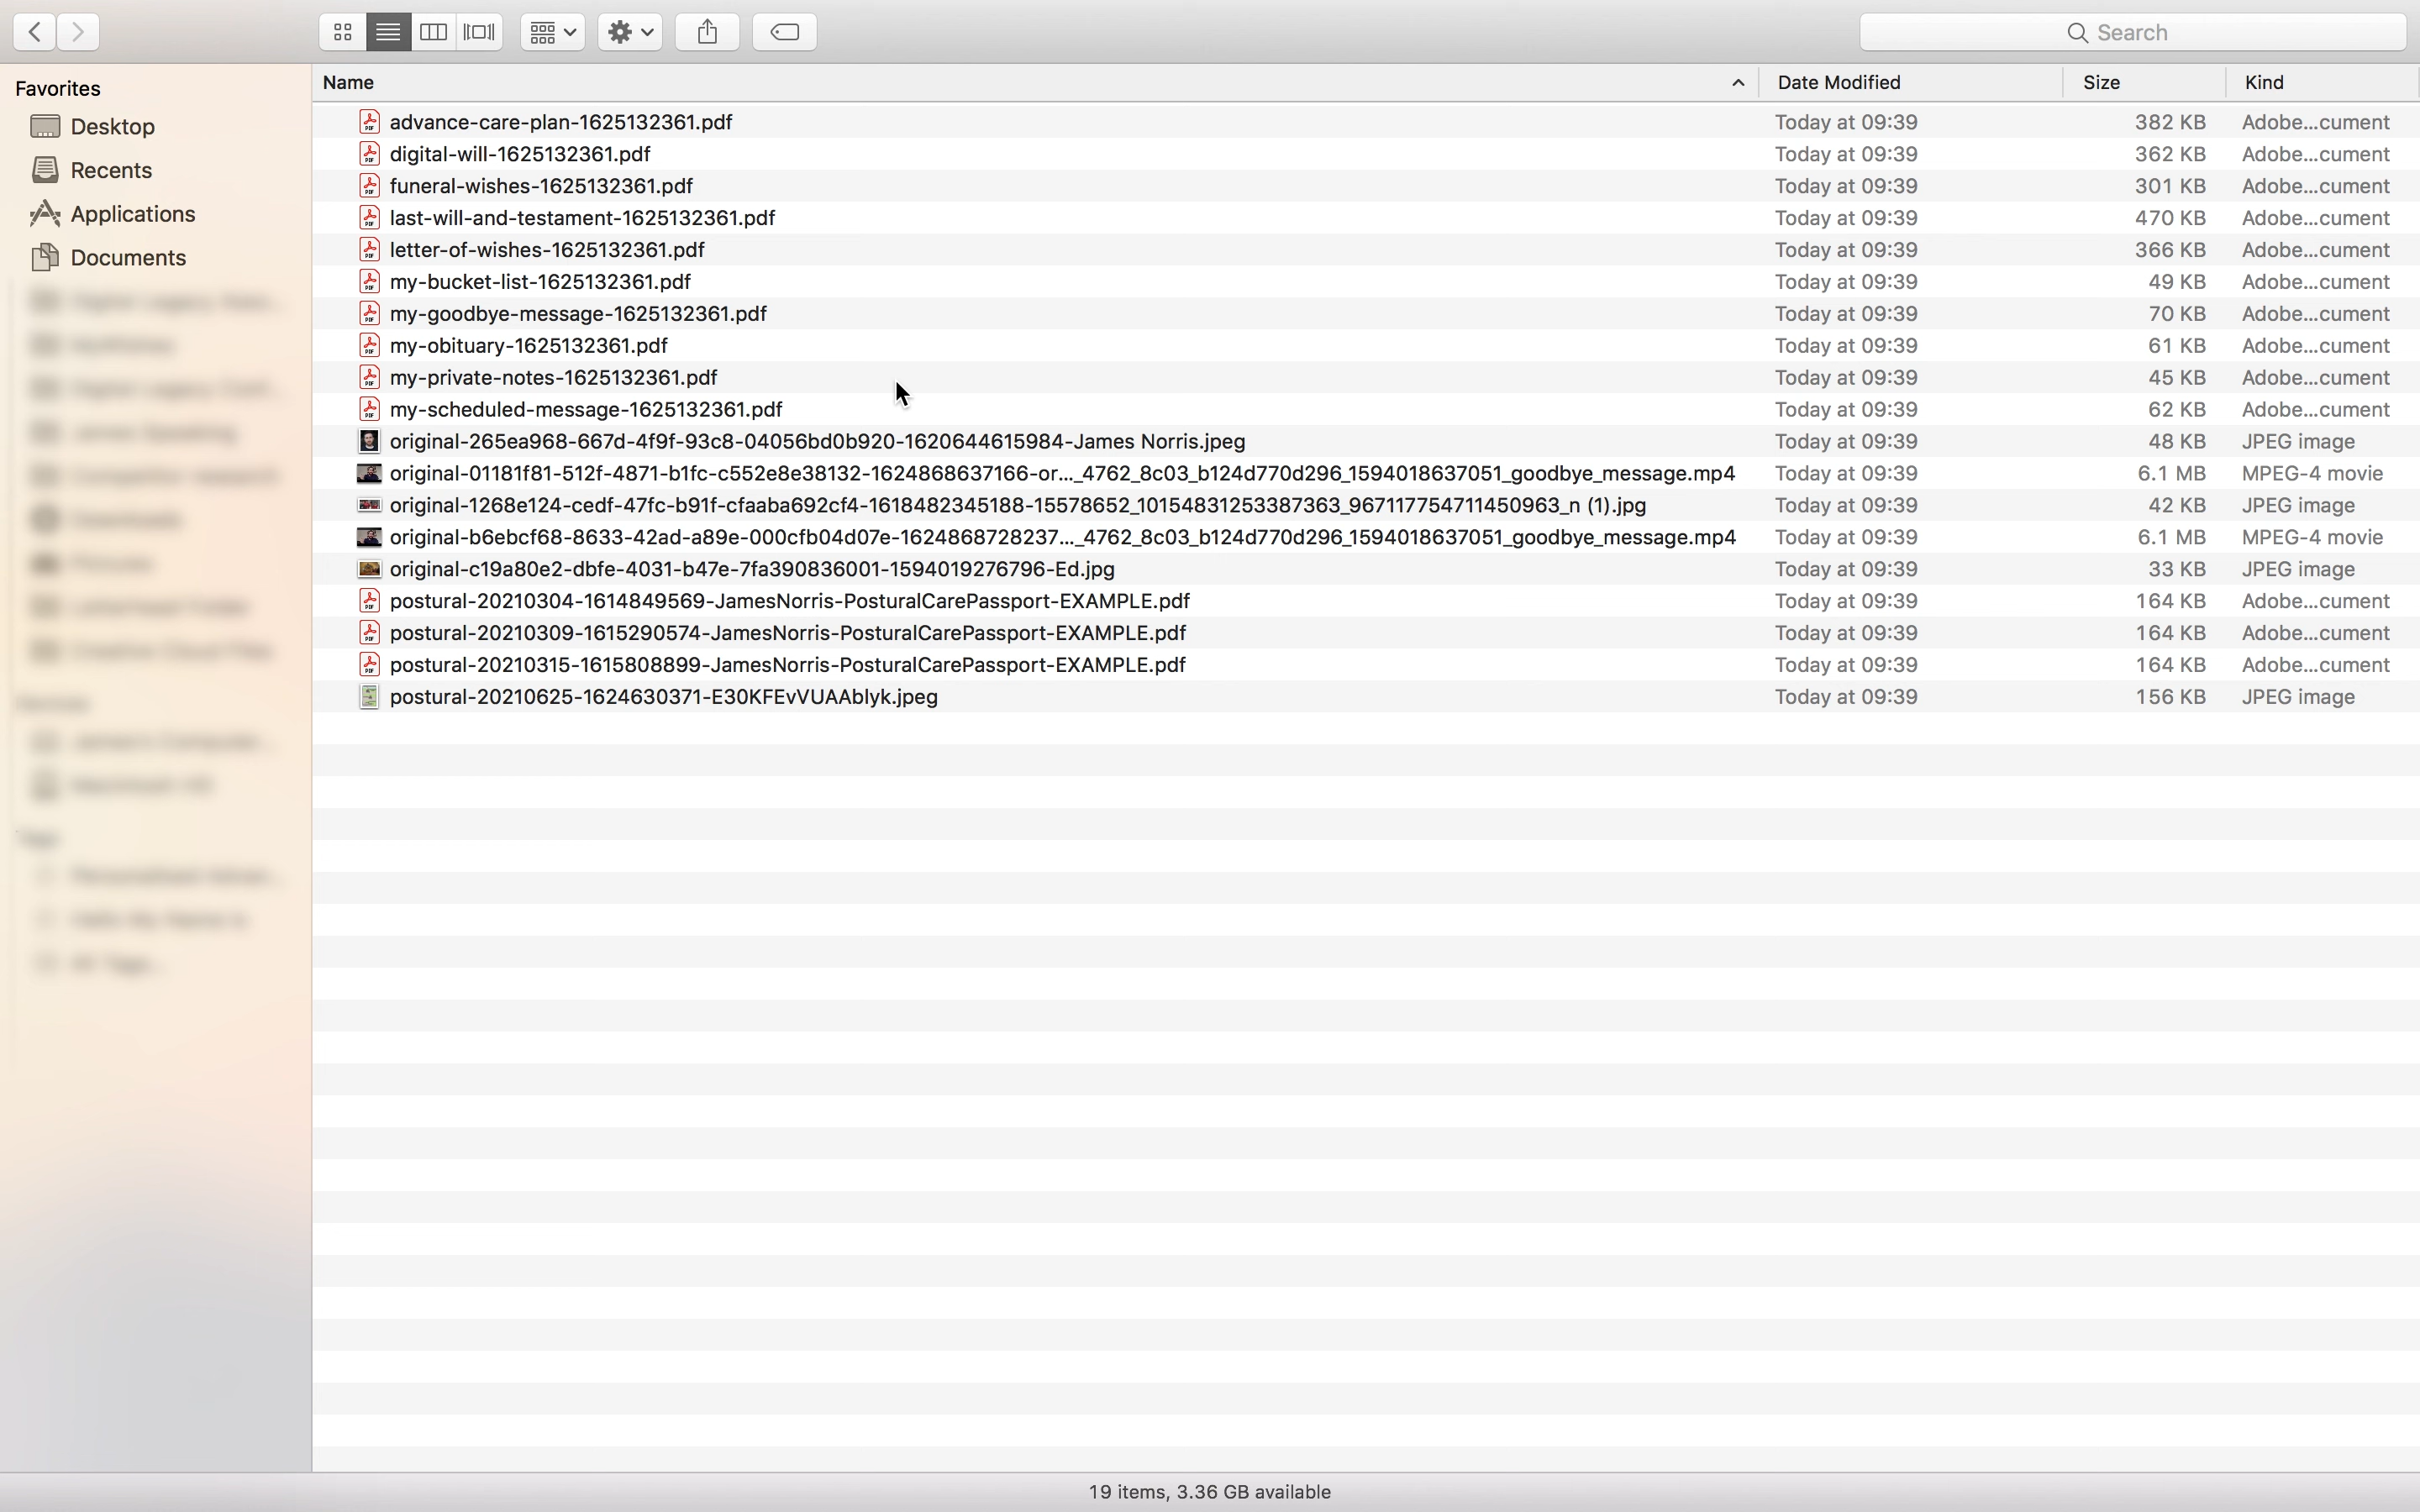 Search
Favorites
Desktop
Recents
Applications
Documents
Name Date Modified Size Kind
advance-care-plan-1625132361.pdf Today at 09:39 382 KB Adobe...cument
digital-will-1625132361.pdf Today at 09:39 362 KB Adobe...cument
funeral-wishes-1625132361.pdf Today at 09:39 301 KB Adobe...cument
last-will-and-testament-1625132361.pdf Today at 09:39 470 KB Adobe...cument
letter-of-wishes-1625132361.pdf Today at 09:39 366 KB Adobe...cument
my-bucket-list-1625132361.pdf Today at 09:39 49 KB Adobe...cument
my-goodbye-message-1625132361.pdf Today at 09:39 70 KB Adobe...cument
my-obituary-1625132361.pdf Today at 09:39 61 KB Adobe...cument
my-private-notes-1625132361.pdf Today at 09:39 45 KB Adobe...cument
my-scheduled-message-1625132361.pdf Today at 09:39 62 KB Adobe...cument
original-265ea968-667d-4f9f-93c8-04056bd0b920-1620644615984-James Norris.jpeg Today at 09:39 48 KB JPEG image
original-01181f81-512f-4871-b1fc-c552e8e38132-1624868637166-or..._4762_8c03_b124d770d296_1594018637051_goodbye_message.mp4 Today at 09:39 6.1 MB MPEG-4 movie
original-1268e124-cedf-47fc-b91f-cfaaba692cf4-1618482345188-15578652_10154831253387363_967117754711450963_n (1).jpg Today at 09:39 42 KB JPEG image
original-b6ebcf68-8633-42ad-a89e-000cfb04d07e-1624868728237..._4762_8c03_b124d770d296_1594018637051_goodbye_message.mp4 Today at 09:39 6.1 MB MPEG-4 movie
original-c19a80e2-dbfe-4031-b47e-7fa390836001-1594019276796-Ed.jpg Today at 09:39 33 KB JPEG image
postural-20210304-1614849569-JamesNorris-PosturalCarePassport-EXAMPLE.pdf Today at 09:39 164 KB Adobe...cument
postural-20210309-1615290574-JamesNorris-PosturalCarePassport-EXAMPLE.pdf Today at 09:39 164 KB Adobe...cument
postural-20210315-1615808899-JamesNorris-PosturalCarePassport-EXAMPLE.pdf Today at 09:39 164 KB Adobe...cument
postural-20210625-1624630371-E30KFEvVUAAblyk.jpeg Today at 09:39 156 KB JPEG image
19 items, 3.36 GB available